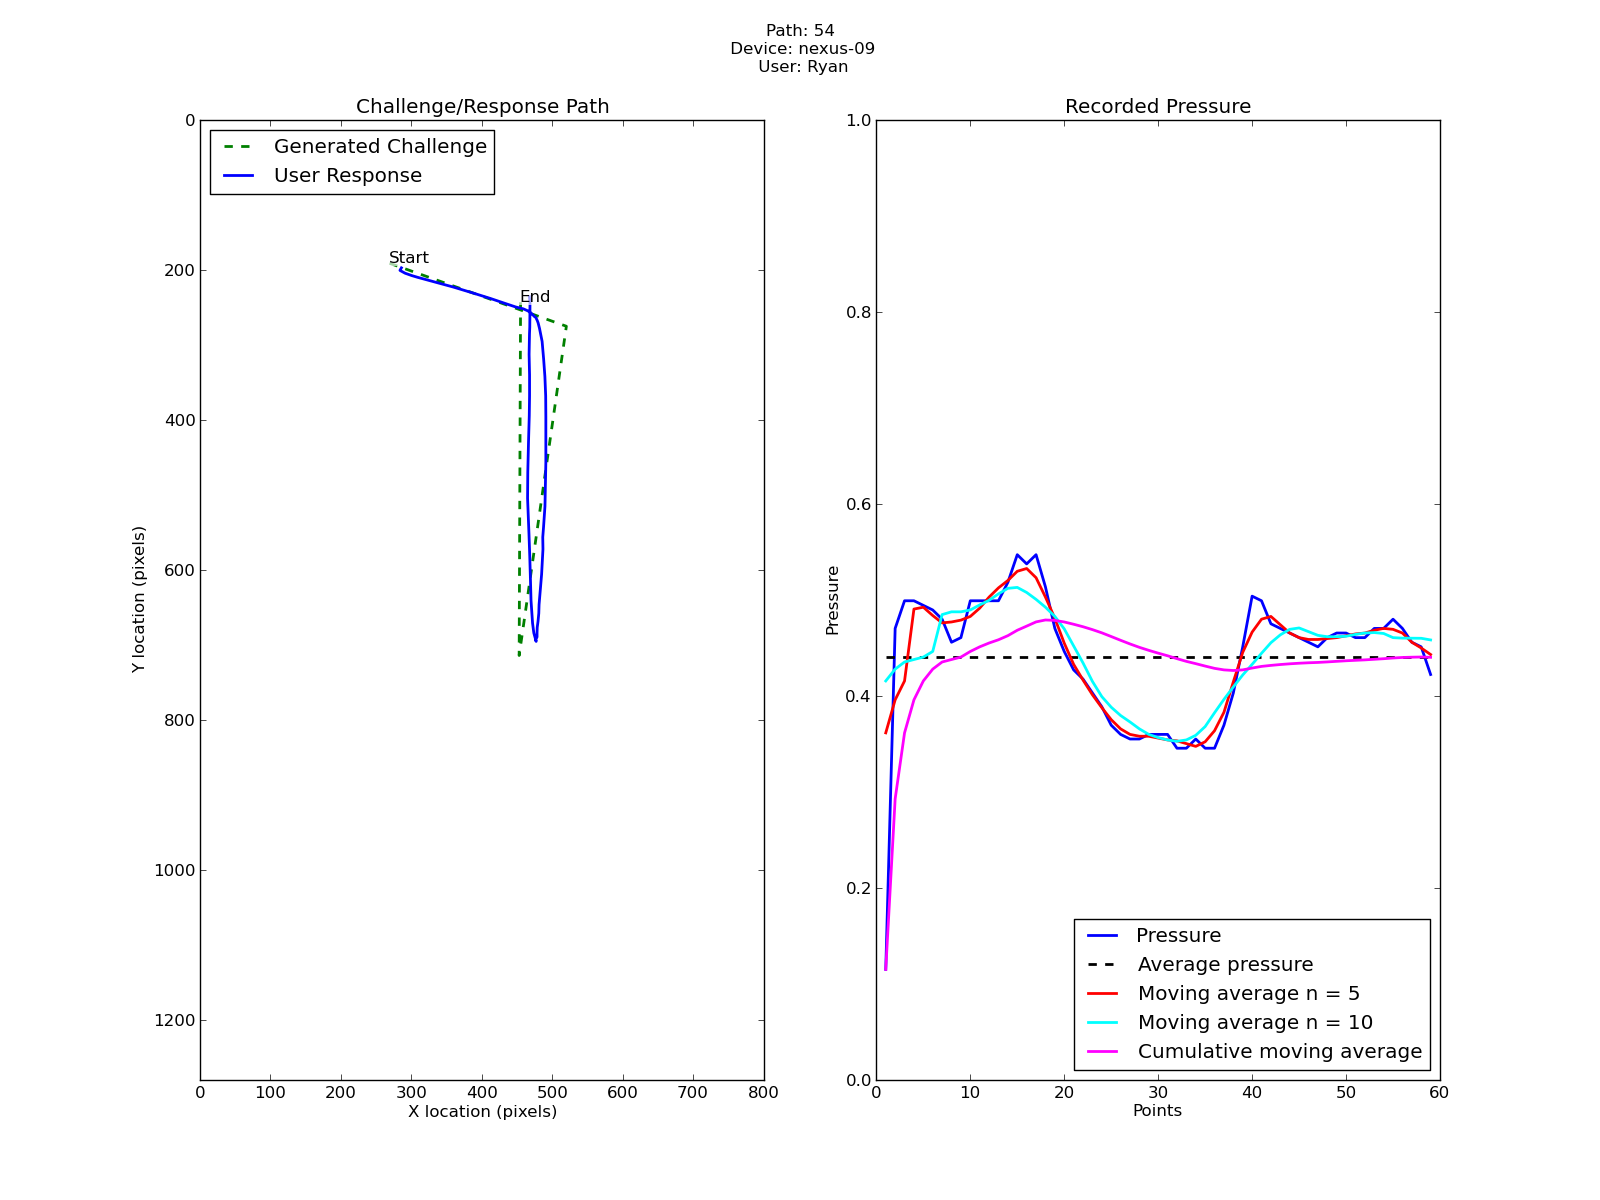 Path: 54
Device: nexus-09
User: Ryan
Challenge/Response Path
Generated Challenge
User Response
Start
End
0
200
400
600
800
1000
1200
Y location (pixels)
0 100 200 300 400 500 600 700 800
X location (pixels)
Recorded Pressure
1.0
0.8
0.6
0.4
0.2
0.0
Pressure
Pressure
Average pressure
Moving average n = 5
Moving average n = 10
Cumulative moving average
0 10 20 30 40 50 60
Points